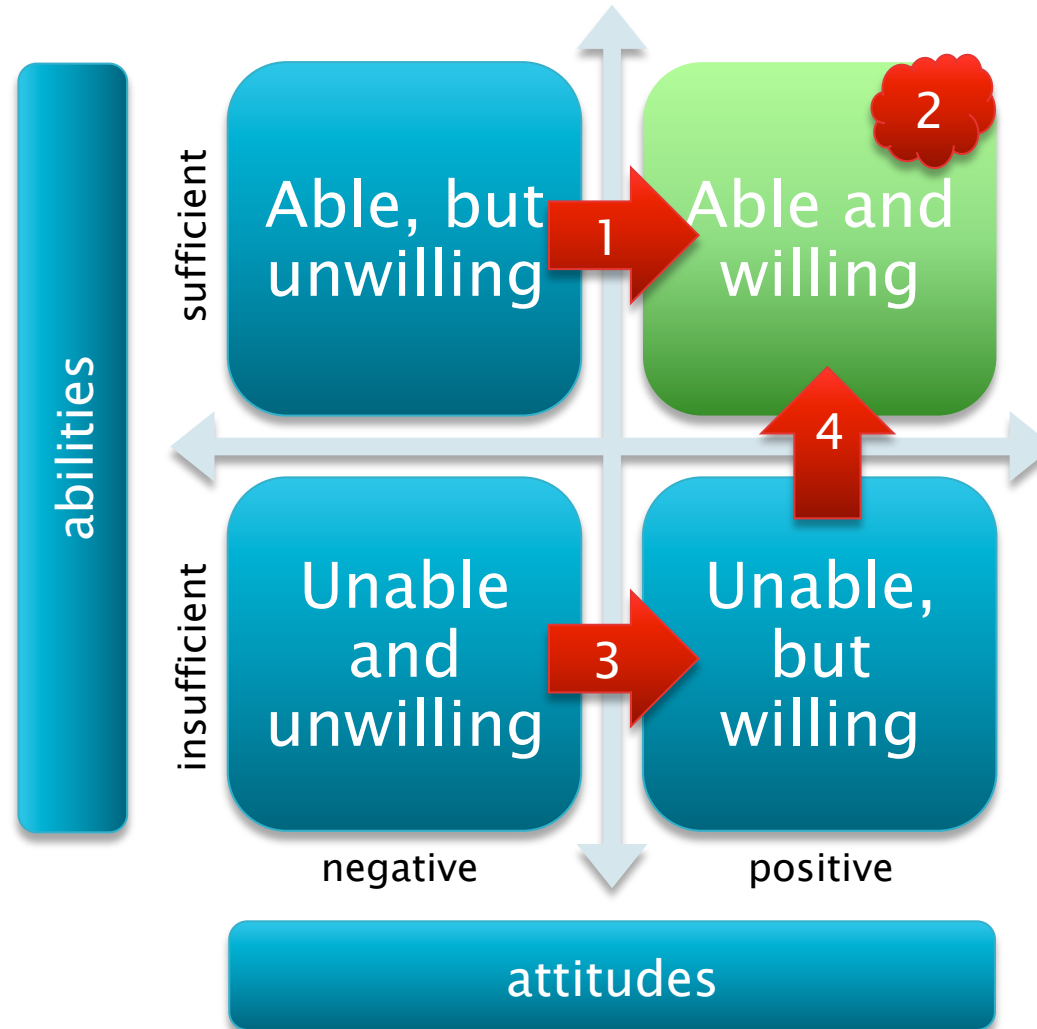 abilities
sufficient
insufficient
Able, but
unwilling
1
Able and
willing
2
Unable
and
unwilling
3
Unable,
but
willing
4
negative
positive
attitudes